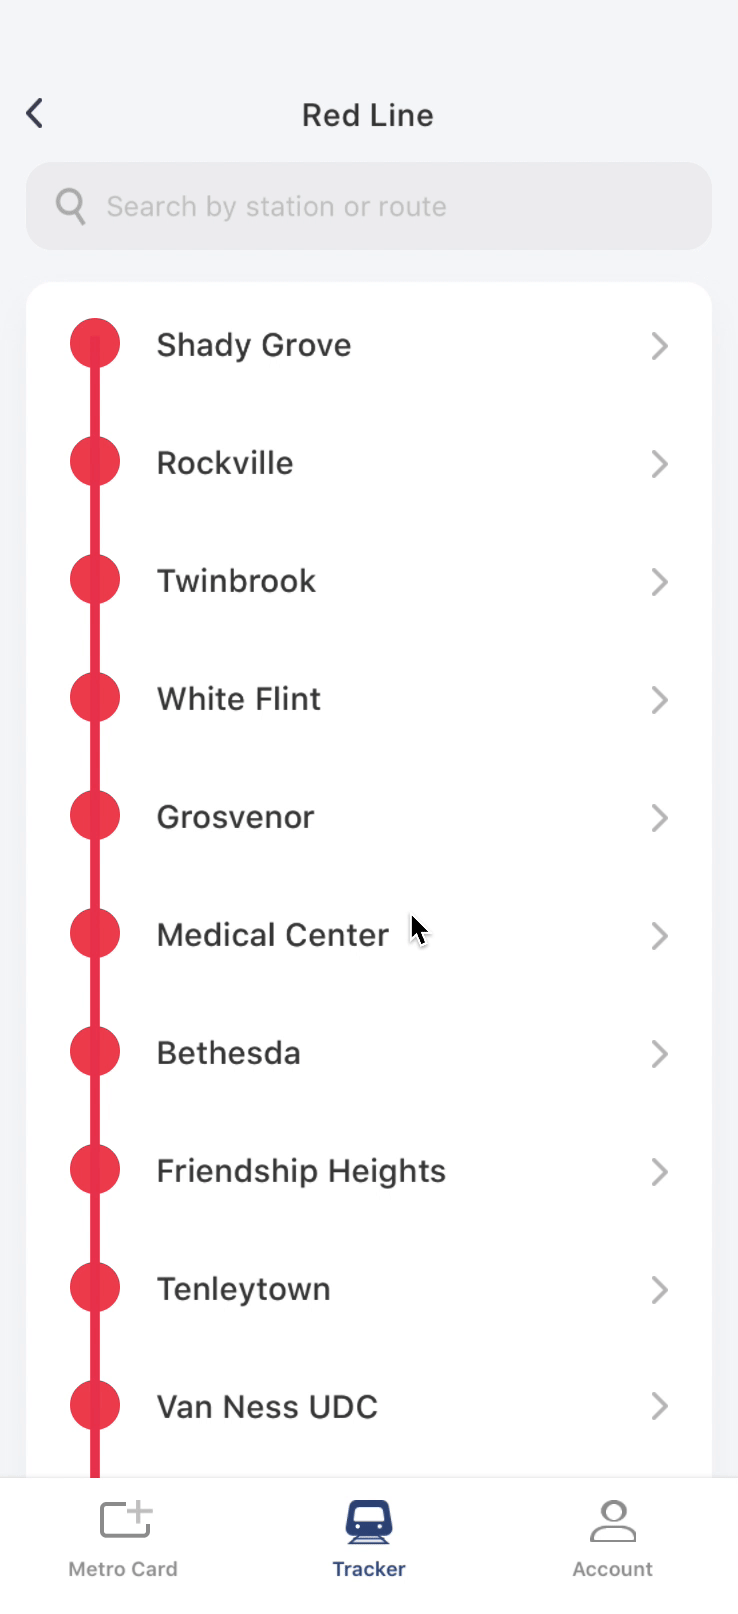 Red Line
Search by station or route
Shady Grove
Rockville
Twinbrook
White Flint
Grosvenor
Medical Center
Bethesda
Friendship Heights
Tenleytown
Van Ness UDC
Metro Card
Tracker
Account